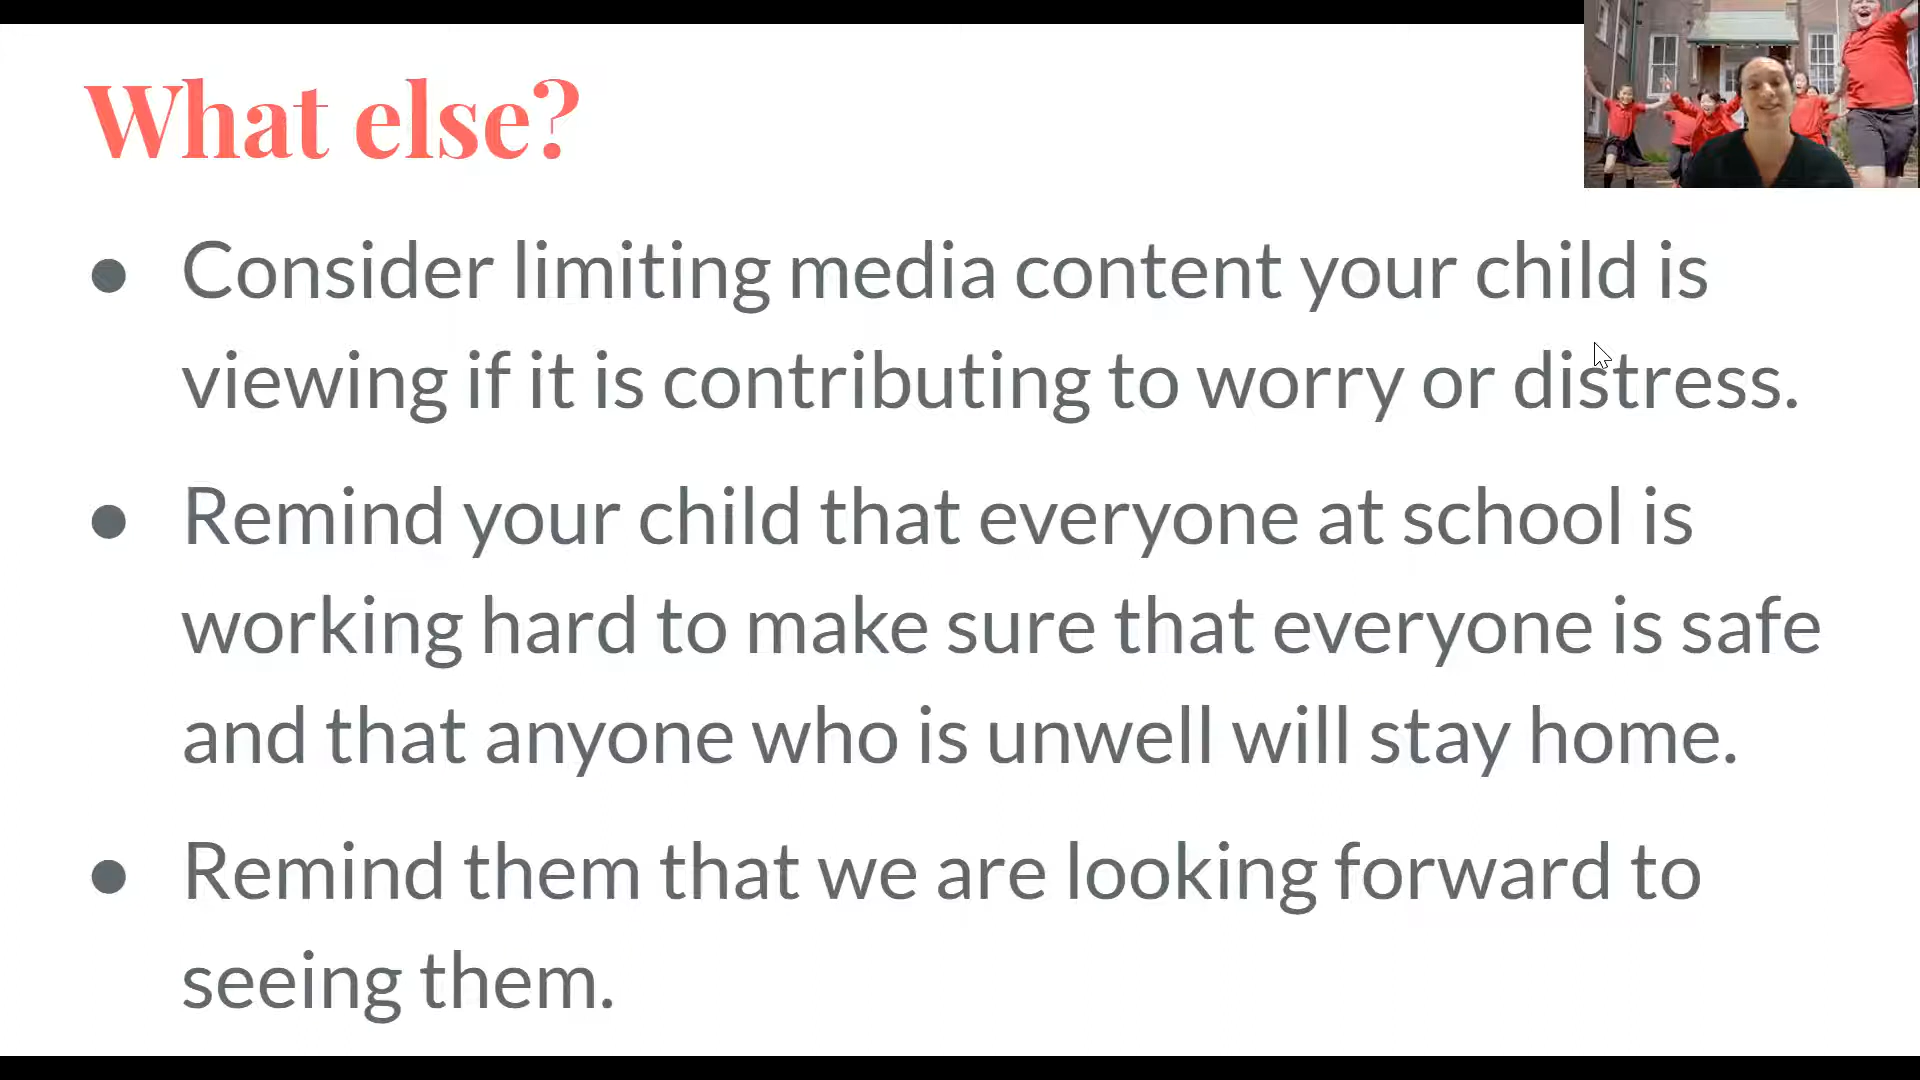 What else?
● Consider limiting media content your child is
viewing if it is contributing to worry or distress.
● Remind your child that everyone at school is
working hard to make sure that everyone is safe
and that anyone who is unwell will stay home.
● Remind them that we are looking forward to
seeing them.